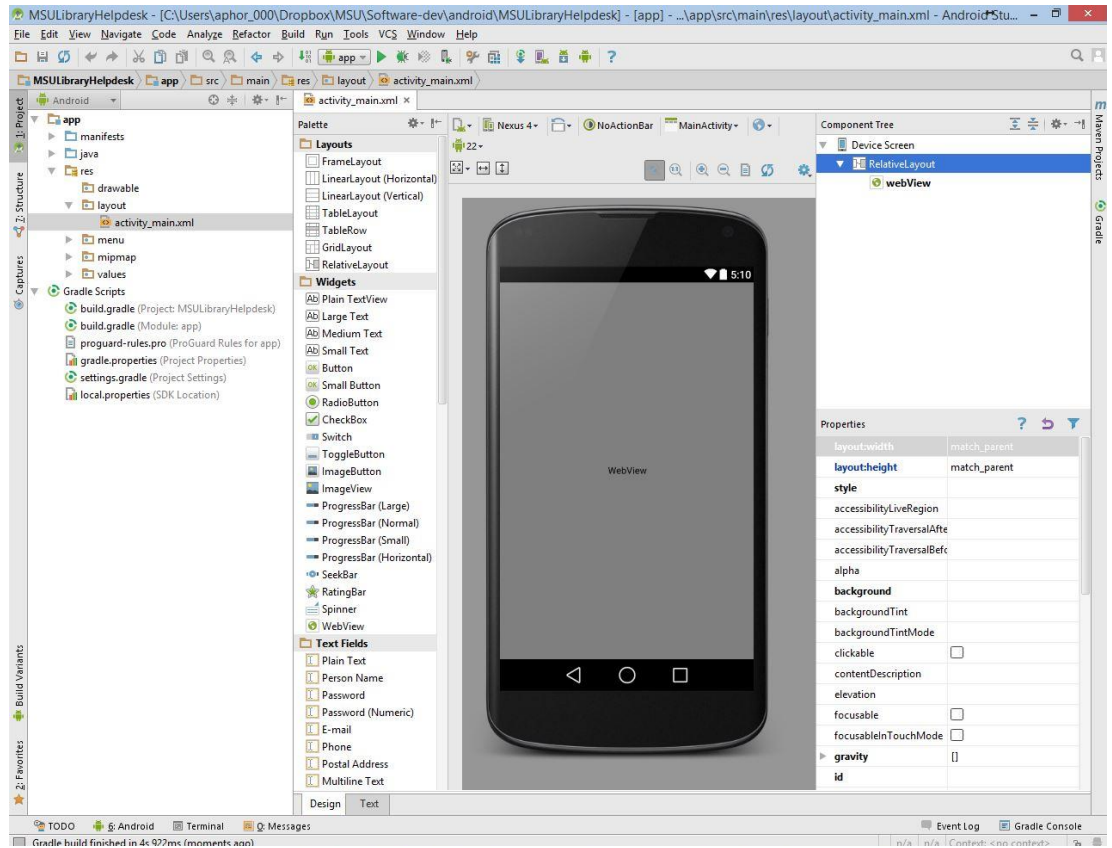 MSULibraryHelpdesk - [C:\Users\aphor_000\Dropbox\MSU\Software-dev\android\MSULibraryHelpdesk] - [app] - ...\app\src\main\res\layout\activity_main.xml - Android Stu...
File Edit View Navigate Code Analyze Refactor Build Run Tools VCS Window Help
app
MSULibraryHelpdesk app src main res layout activity_main.xml
1: Project
Z: Structure
Captures
Build Variants
2: Favorites
Android
app
manifests
java
res
drawable
layout
activity_main.xml
menu
mipmap
values
Gradle Scripts
build.gradle (Project: MSULibraryHelpdesk)
build.gradle (Module: app)
proguard-rules.pro (ProGuard Rules for app)
gradle.properties (Project Properties)
settings.gradle (Project Settings)
local.properties (SDK Location)
activity_main.xml
Palette
Layouts
FrameLayout
LinearLayout (Horizontal)
LinearLayout (Vertical)
TableLayout
TableRow
GridLayout
RelativeLayout
Widgets
Ab Plain TextView
Ab Large Text
Ab Medium Text
Ab Small Text
OK Button
OK Small Button
RadioButton
CheckBox
Switch
ToggleButton
ImageButton
ImageView
ProgressBar (Large)
ProgressBar (Normal)
ProgressBar (Small)
ProgressBar (Horizontal)
SeekBar
RatingBar
Spinner
WebView
Text Fields
Plain Text
Person Name
Password
Password (Numeric)
E-mail
Phone
Postal Address
Multiline Text
Nexus 4 NoActionBar MainActivity
22
5:10
WebView
Design Text
Component Tree
Device Screen
RelativeLayout
webView
Properties
layout:width match_parent
layout:height match_parent
style
accessibilityLiveRegion
accessibilityTraversalAfte
accessibilityTraversalBefo
alpha
background
backgroundTint
backgroundTintMode
clickable
contentDescription
elevation
focusable
focusableInTouchMode
gravity []
id
m Maven Projects
Gradle
TODO 6: Android Terminal 0: Messages Event Log Gradle Console
Gradle build finished in 4s 922ms (moments ago) n/a n/a Context: <no context>